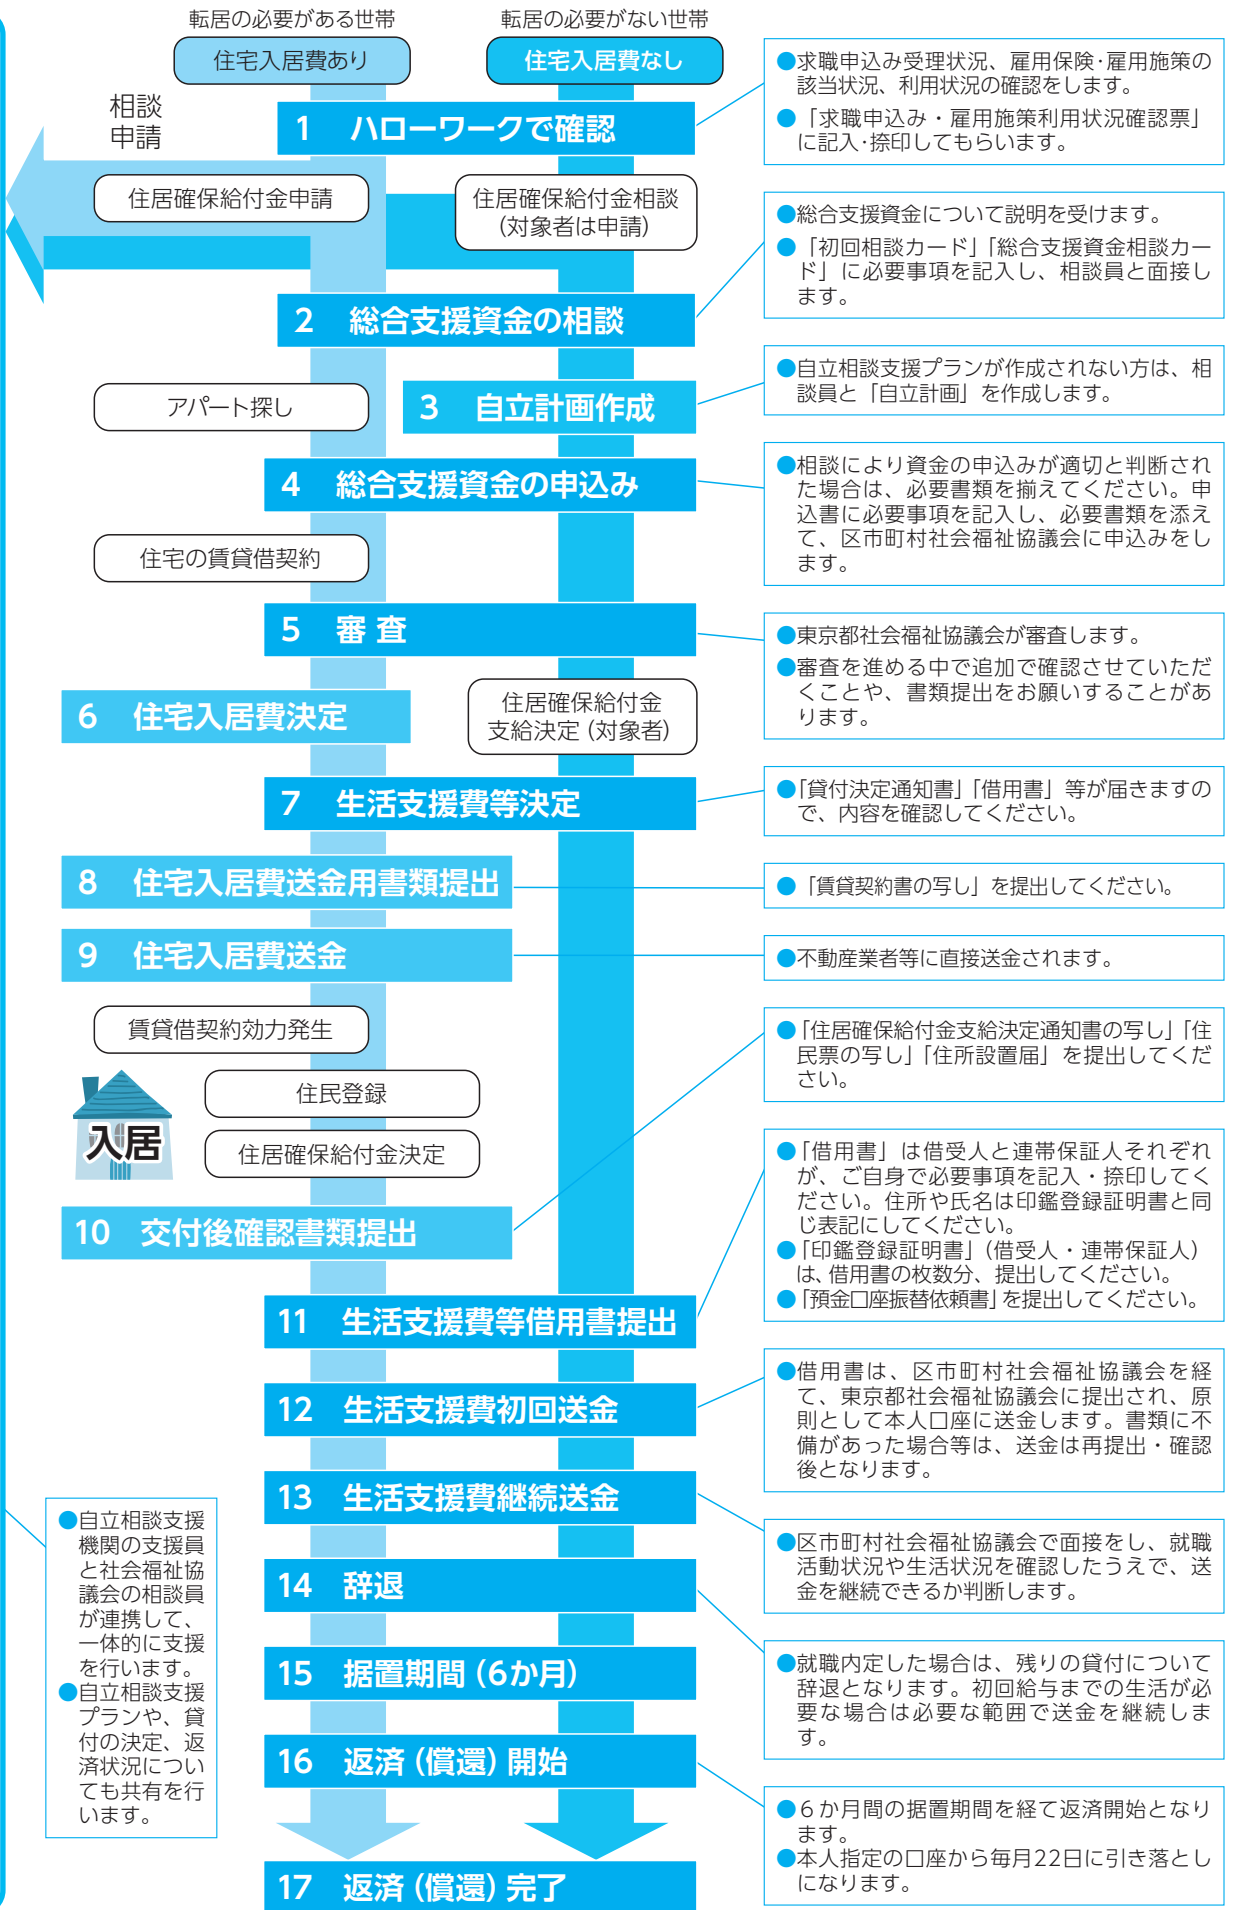 転居の必要がある世帯
転居の必要がない世帯
住宅入居費あり
住宅入居費なし
相談
申請
1 ハローワークで確認
●求職申込み受理状況、雇用保険・雇用施策の
該当状況、利用状況の確認をします。
●「求職申込み・雇用施策利用状況確認票」
に記入・捺印してもらいます。
住居確保給付金申請
住居確保給付金相談
(対象者は申請)
●総合支援資金について説明を受けます。
●「初回相談カード」「総合支援資金相談カー
ド」に必要事項を記入し、相談員と面接し
ます。
2 総合支援資金の相談
アパート探し
3 自立計画作成
●自立相談支援プランが作成されない方は、相
談員と「自立計画」を作成します。
4 総合支援資金の申込み
●相談により資金の申込みが適切と判断され
た場合は、必要書類を揃えてください。申
込書に必要事項を記入し、必要書類を添え
て、区市町村社会福祉協議会に申込みをし
ます。
住宅の賃貸借契約
5 審 査
●東京都社会福祉協議会が審査します。
●審査を進める中で追加で確認させていただ
くことや、書類提出をお願いすることがあ
ります。
6 住宅入居費決定
住居確保給付金
支給決定(対象者)
7 生活支援費等決定
●「貸付決定通知書」「借用書」等が届きますの
で、内容を確認してください。
8 住宅入居費送金用書類提出
●「賃貸契約書の写し」を提出してください。
9 住宅入居費送金
●不動産業者等に直接送金されます。
賃貸借契約効力発生
入居
住民登録
住居確保給付金決定
●「住居確保給付金支給決定通知書の写し」「住
民票の写し」「住所設置届」を提出してくだ
さい。
10 交付後確認書類提出
●「借用書」は借受人と連帯保証人それぞれ
が、ご自身で必要事項を記入・捺印してく
ださい。住所や氏名は印鑑登録証明書と同
じ表記にしてください。
●「印鑑登録証明書」(借受人・連帯保証人)
は、借用書の枚数分、提出してください。
●「預金口座振替依頼書」を提出してください。
11 生活支援費等借用書提出
12 生活支援費初回送金
●借用書は、区市町村社会福祉協議会を経
て、東京都社会福祉協議会に提出され、原
則として本人口座に送金します。書類に不
備があった場合等は、送金は再提出・確認
後となります。
13 生活支援費継続送金
●区市町村社会福祉協議会で面接をし、就職
活動状況や生活状況を確認したうえで、送
金を継続できるか判断します。
●自立相談支援
機関の支援員
と社会福祉協
議会の相談員
が連携して、
一体的に支援
を行います。
●自立相談支援
プランや、貸
付の決定、返
済状況につい
ても共有を行
います。
14 辞退
●就職内定した場合は、残りの貸付について
辞退となります。初回給与までの生活が必
要な場合は必要な範囲で送金を継続しま
す。
15 据置期間(6か月)
16 返済(償還)開始
●6か月間の据置期間を経て返済開始となり
ます。
●本人指定の口座から毎月22日に引き落とし
になります。
17 返済(償還)完了